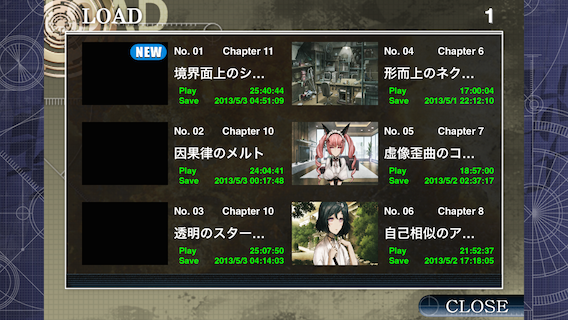 LOAD
1
NEW
No. 01 Chapter 11
境界面上のシ...
Play 25:40:44
Save 2013/5/3 04:51:09
No. 02 Chapter 10
因果律のメルト
Play 24:04:41
Save 2013/5/3 00:17:48
No. 03 Chapter 10
透明のスター...
Play 25:07:50
Save 2013/5/3 04:14:03
No. 04 Chapter 6
形而上のネク...
Play 17:00:04
Save 2013/5/1 22:12:10
No. 05 Chapter 7
虚像歪曲のコ...
Play 18:57:00
Save 2013/5/2 02:37:17
No. 06 Chapter 8
自己相似のア...
Play 21:52:37
Save 2013/5/2 17:18:05
CLOSE